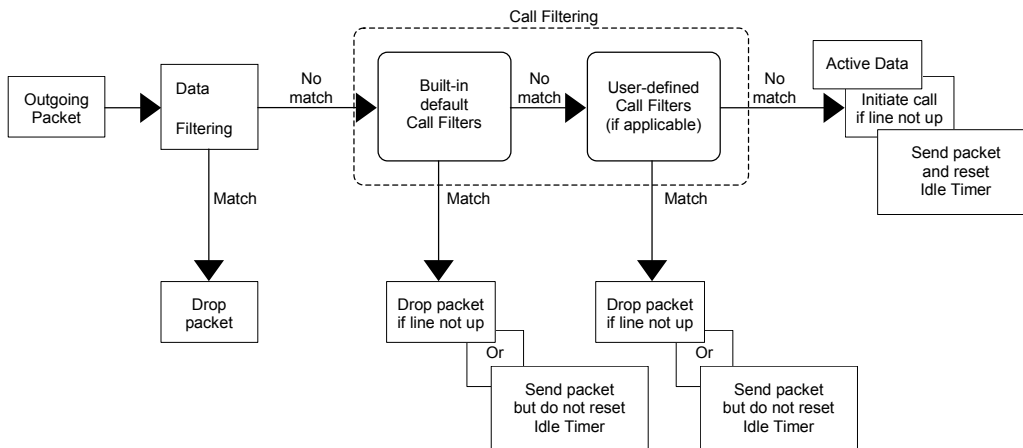 Call Filtering
Outgoing
Packet
Data
Filtering
No
match
Built-in
default
Call Filters
No
match
User-defined
Call Filters
(if applicable)
No
match
Active Data
Initiate call
if line not up
Send packet
and reset
Idle Timer
Match
Match
Match
Drop
packet
Drop packet
if line not up
Or
Send packet
but do not reset
Idle Timer
Drop packet
if line not up
Or
Send packet
but do not reset
Idle Timer